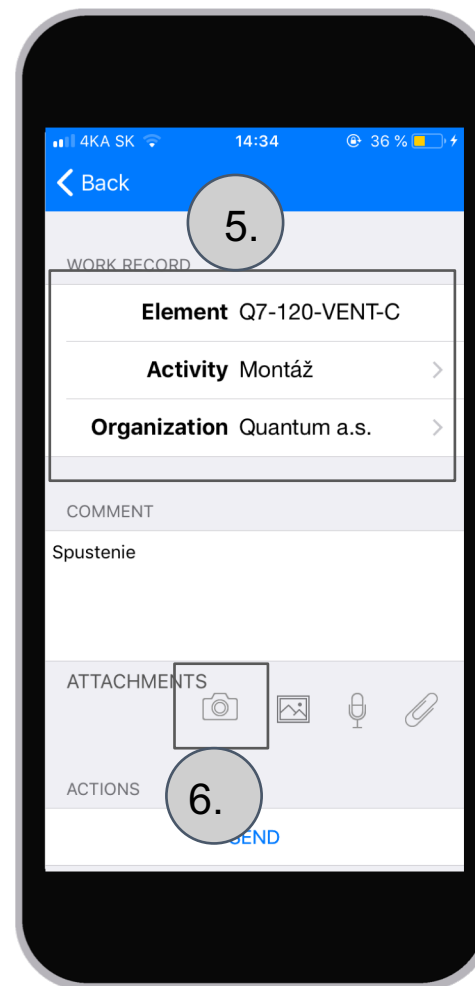 4KA SK 14:34 36 %
Back
5.
WORK RECORD
Element Q7-120-VENT-C
Activity Montáž
Organization Quantum a.s.
COMMENT
Spustenie
ATTACHMENTS
ACTIONS
6.
SEND